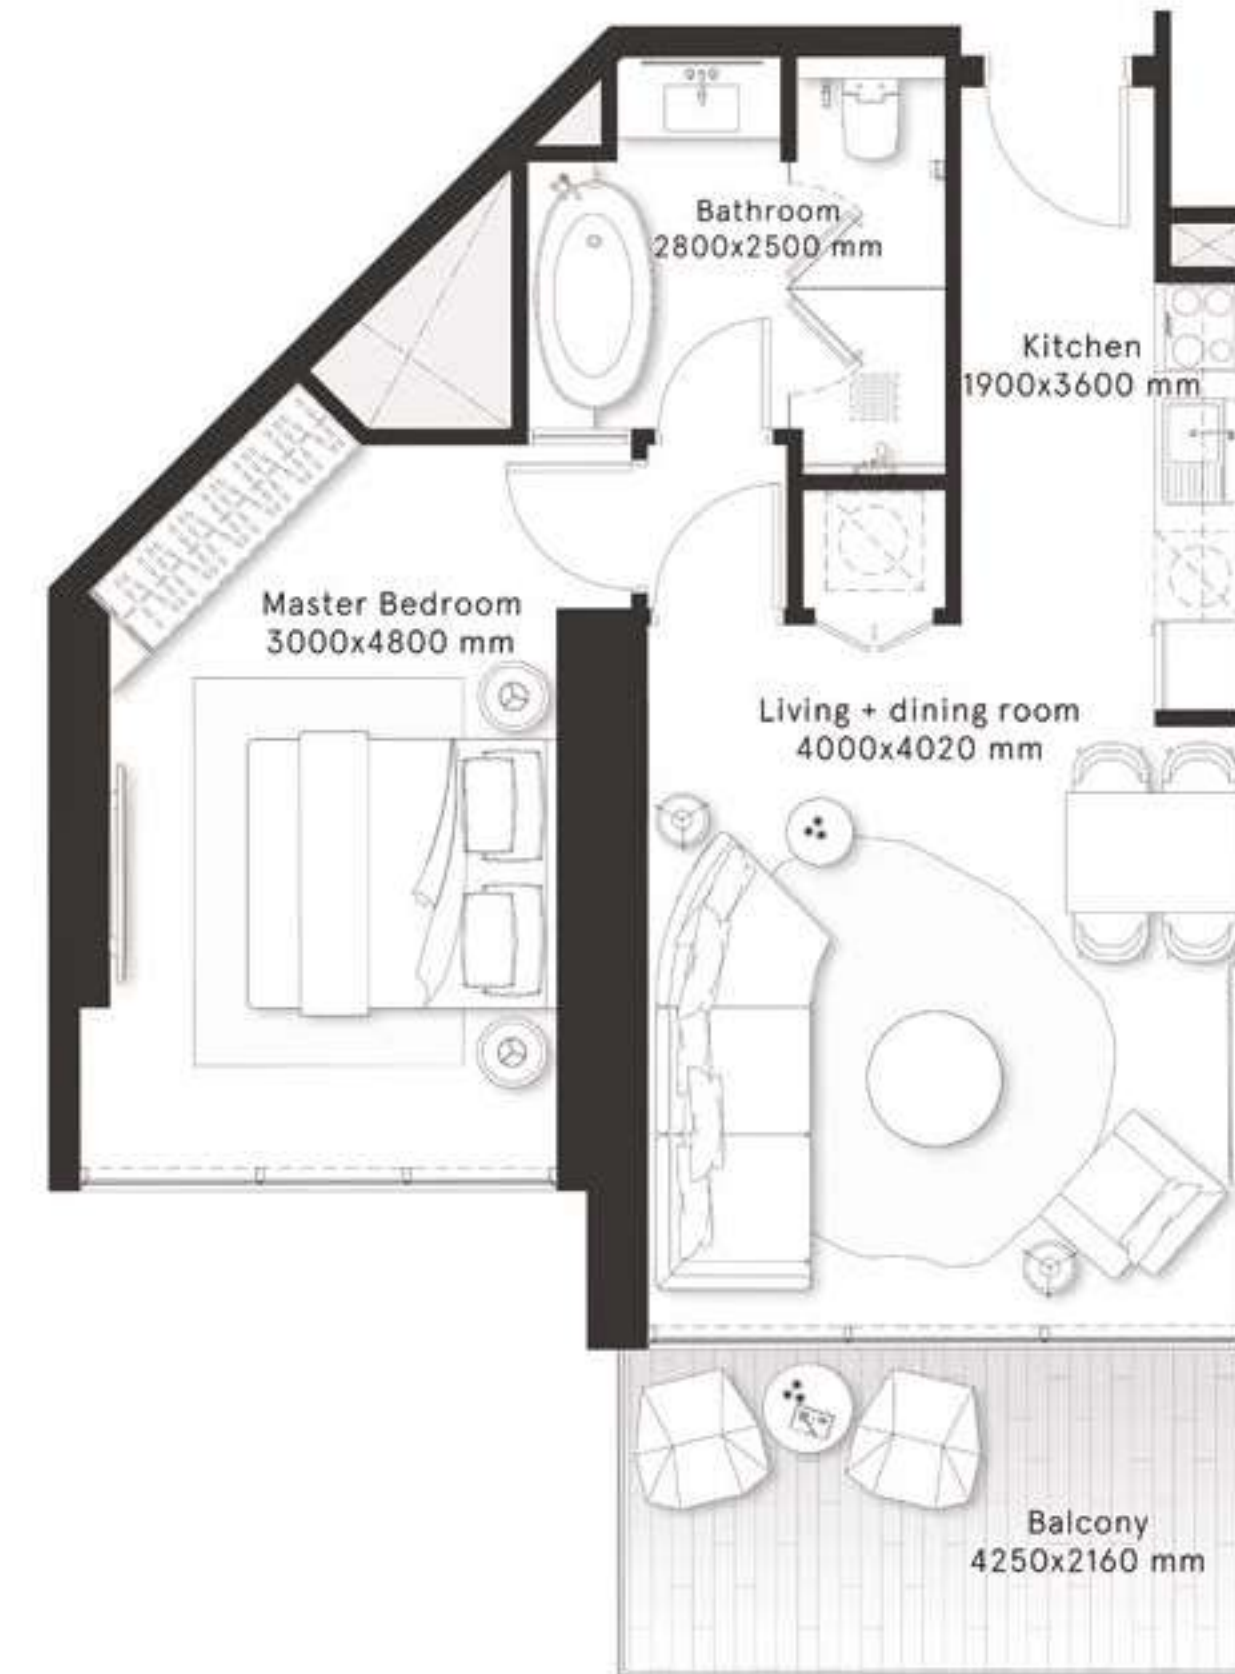 Bathroom
2800x2500 mm
Kitchen
1900x3600 mm
Master Bedroom
3000x4800 mm
Living + dining room
4000x4020 mm
Balcony
4250x2160 mm